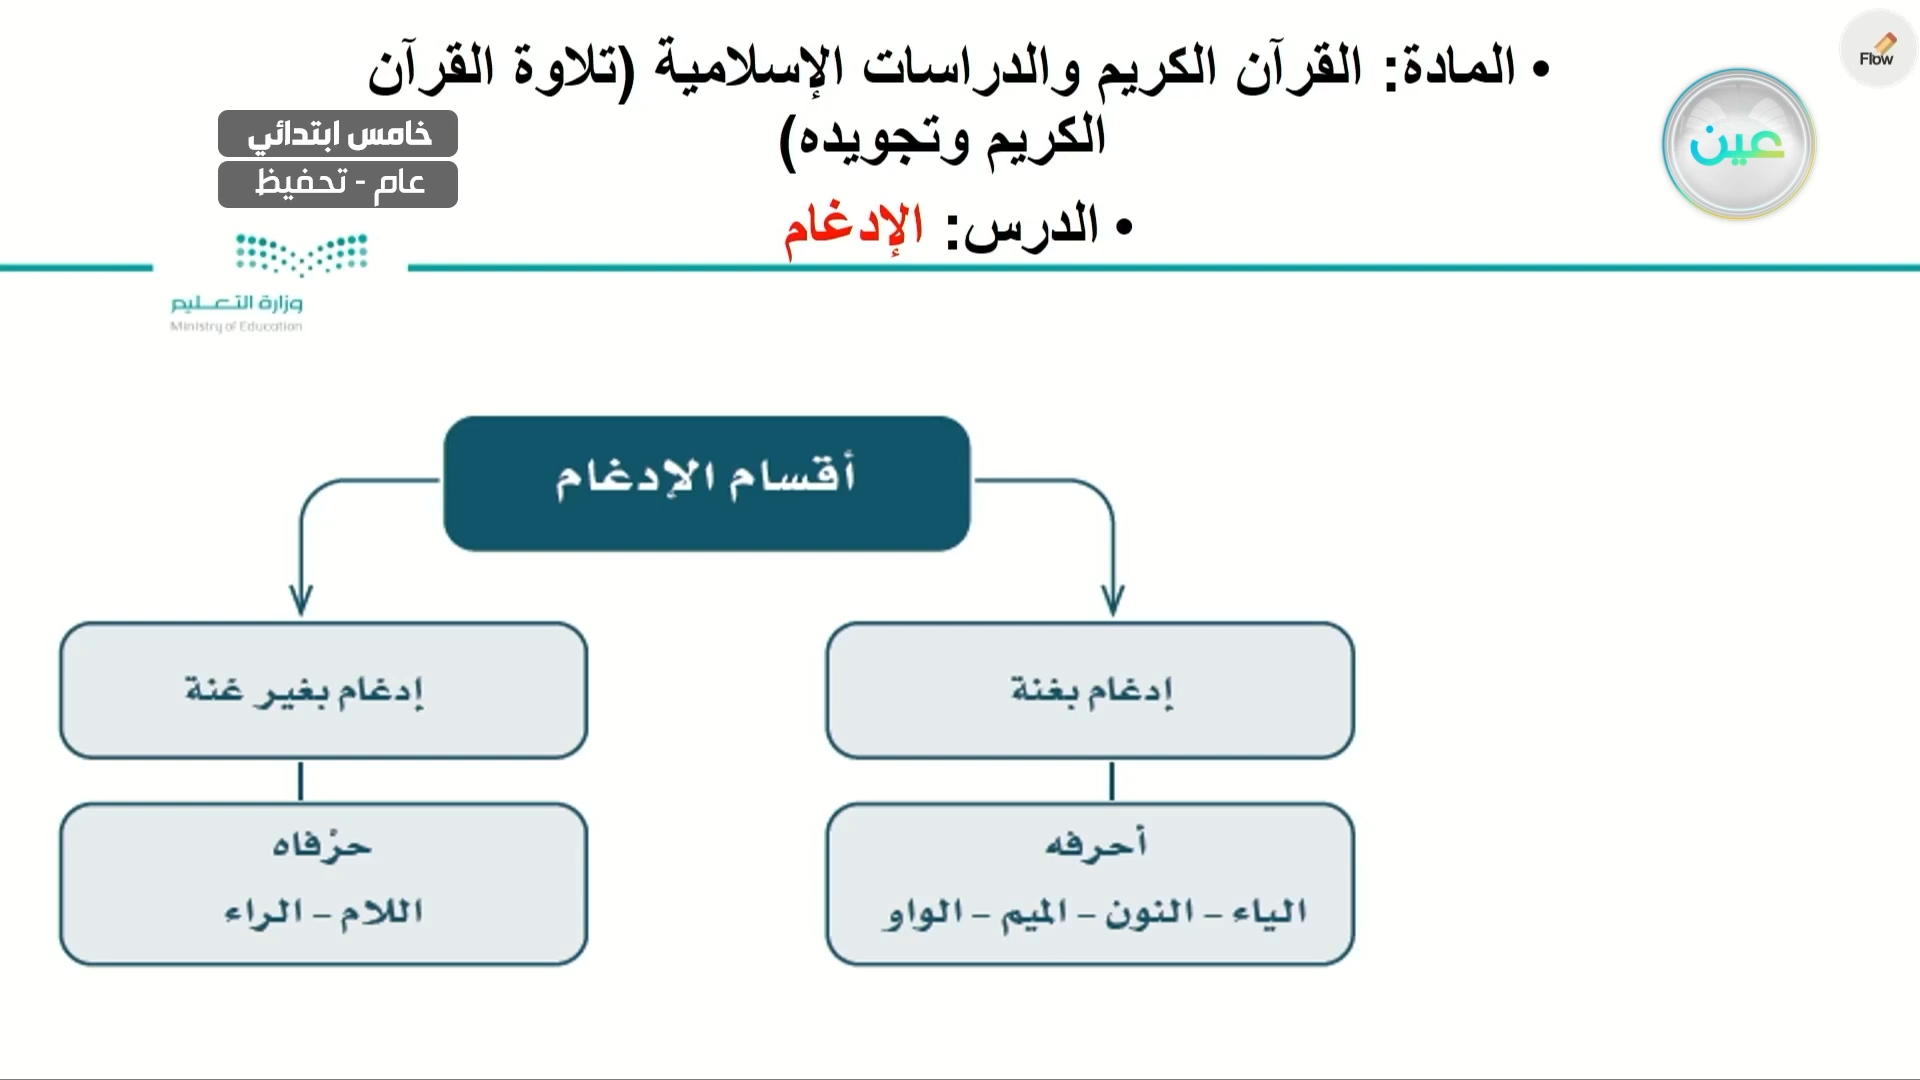 • المادة: القرآن الكريم والدراسات الإسلامية (تلاوة القرآن
الكريم وتجويده)
• الدرس: الإدغام
Flow
عين
خامس ابتدائي
عام - تحفيظ
وزارة التعـــليم
Ministry of Education
أقسام الإدغام
إدغام بغنة
إدغام بغير غنة
أحرفه
الياء – النون – الميم – الواو
حرْفاه
اللام – الراء